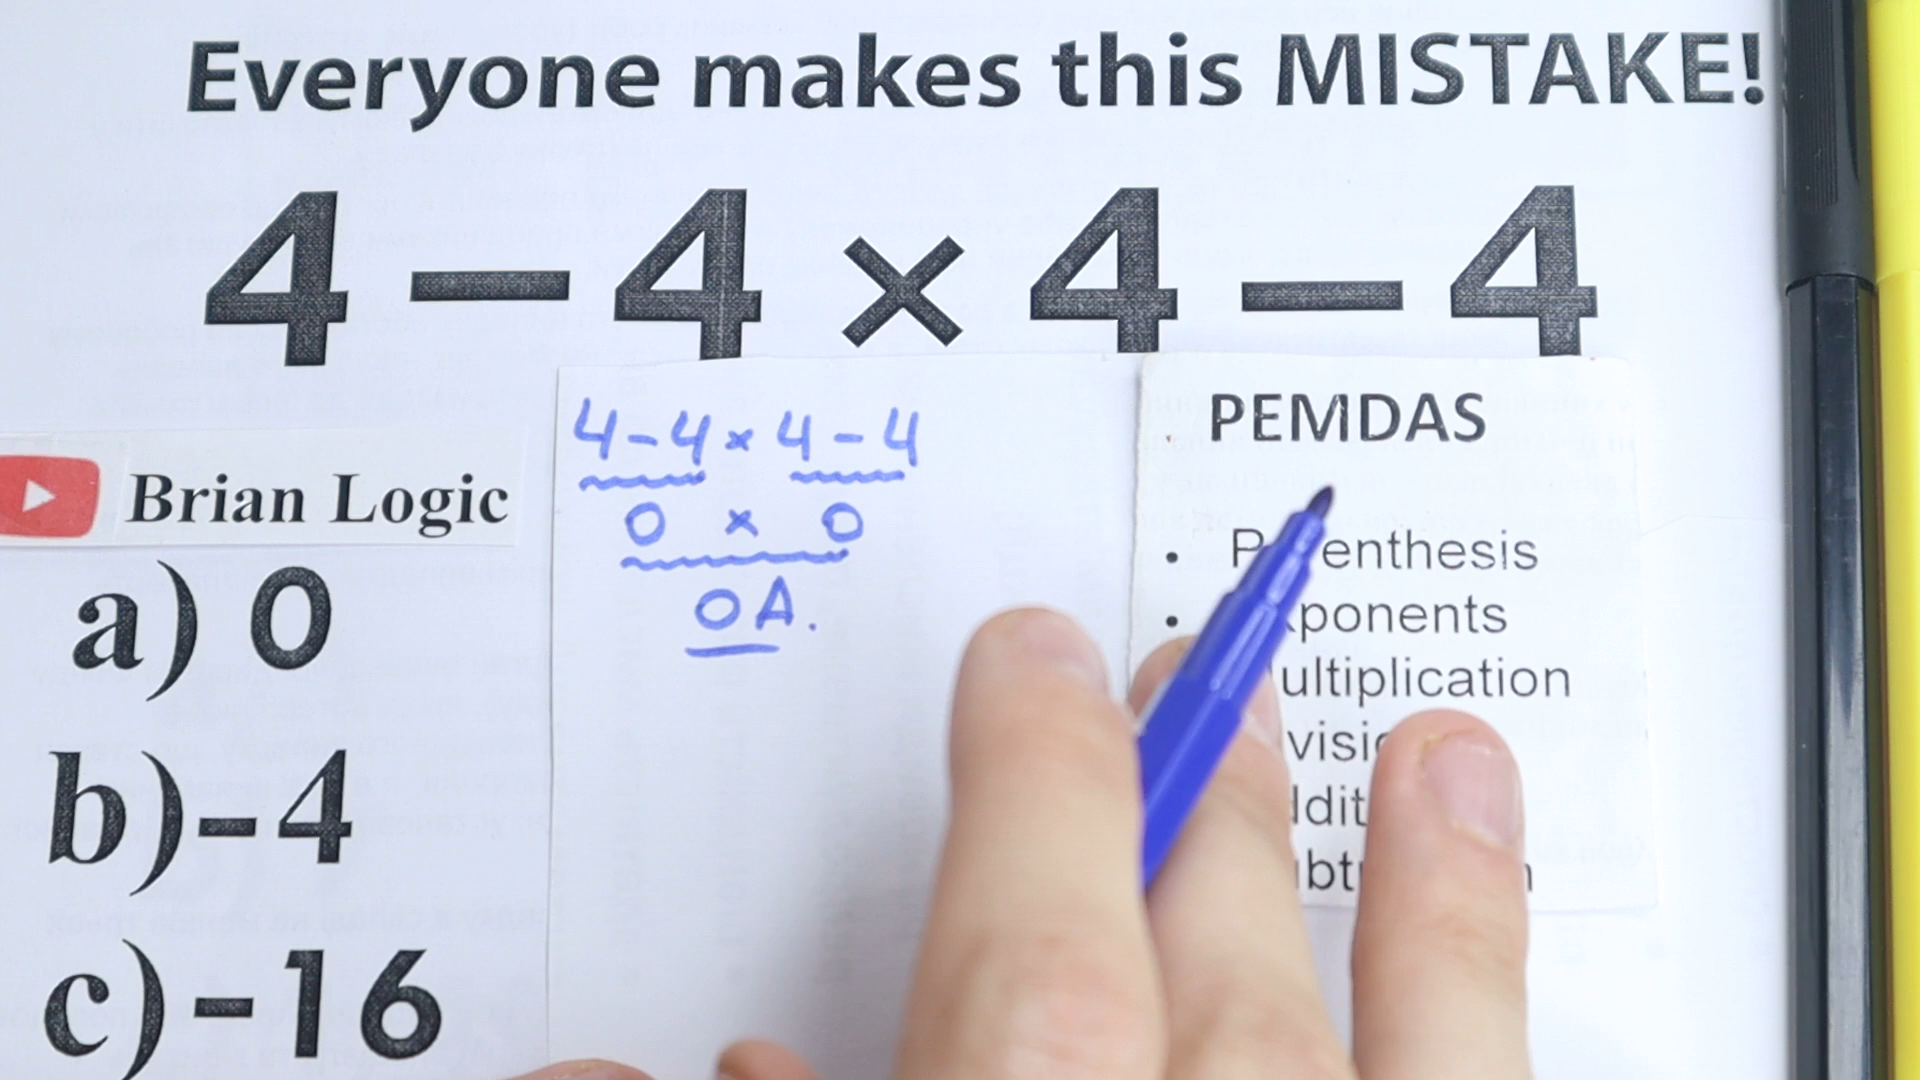 Everyone makes this MISTAKE!
4 – 4 × 4 – 4
4 - 4 × 4 - 4
0 × 0
0 A.
PEMDAS
• enthesis
• ponents
ultiplication
Brian Logic
a) 0
b) -4
c) -16